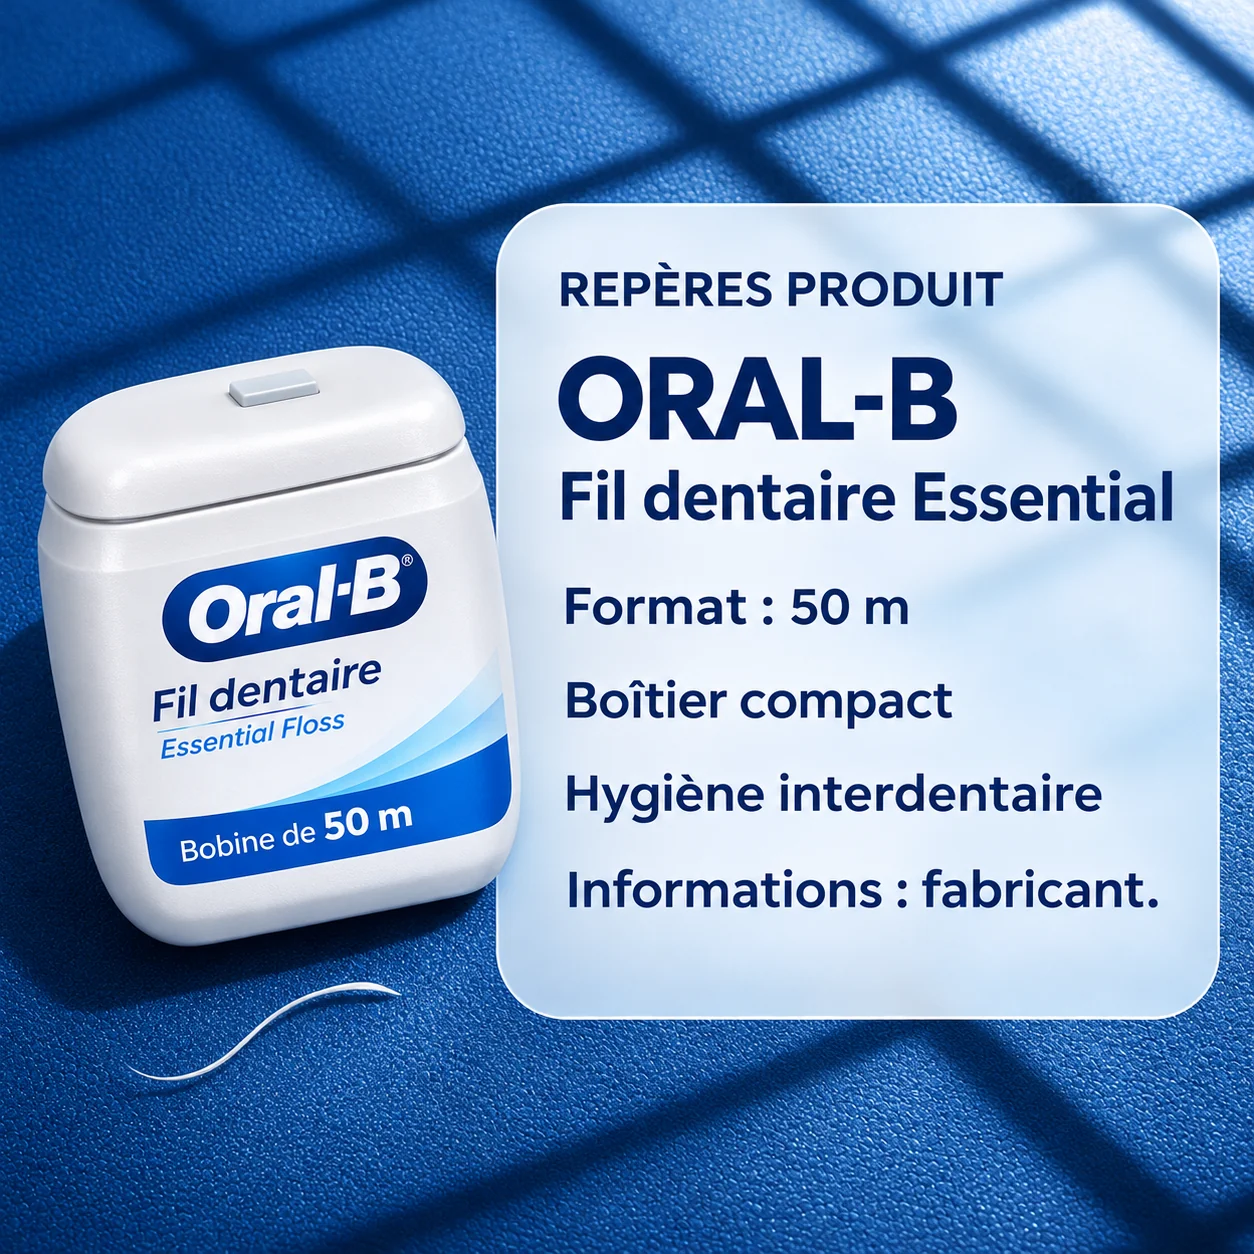 REPÈRES PRODUIT
ORAL-B
Fil dentaire Essential
Format : 50 m
Boîtier compact
Hygiène interdentaire
Informations : fabricant.
Oral-B®
Fil dentaire
Essential Floss
Bobine de 50 m